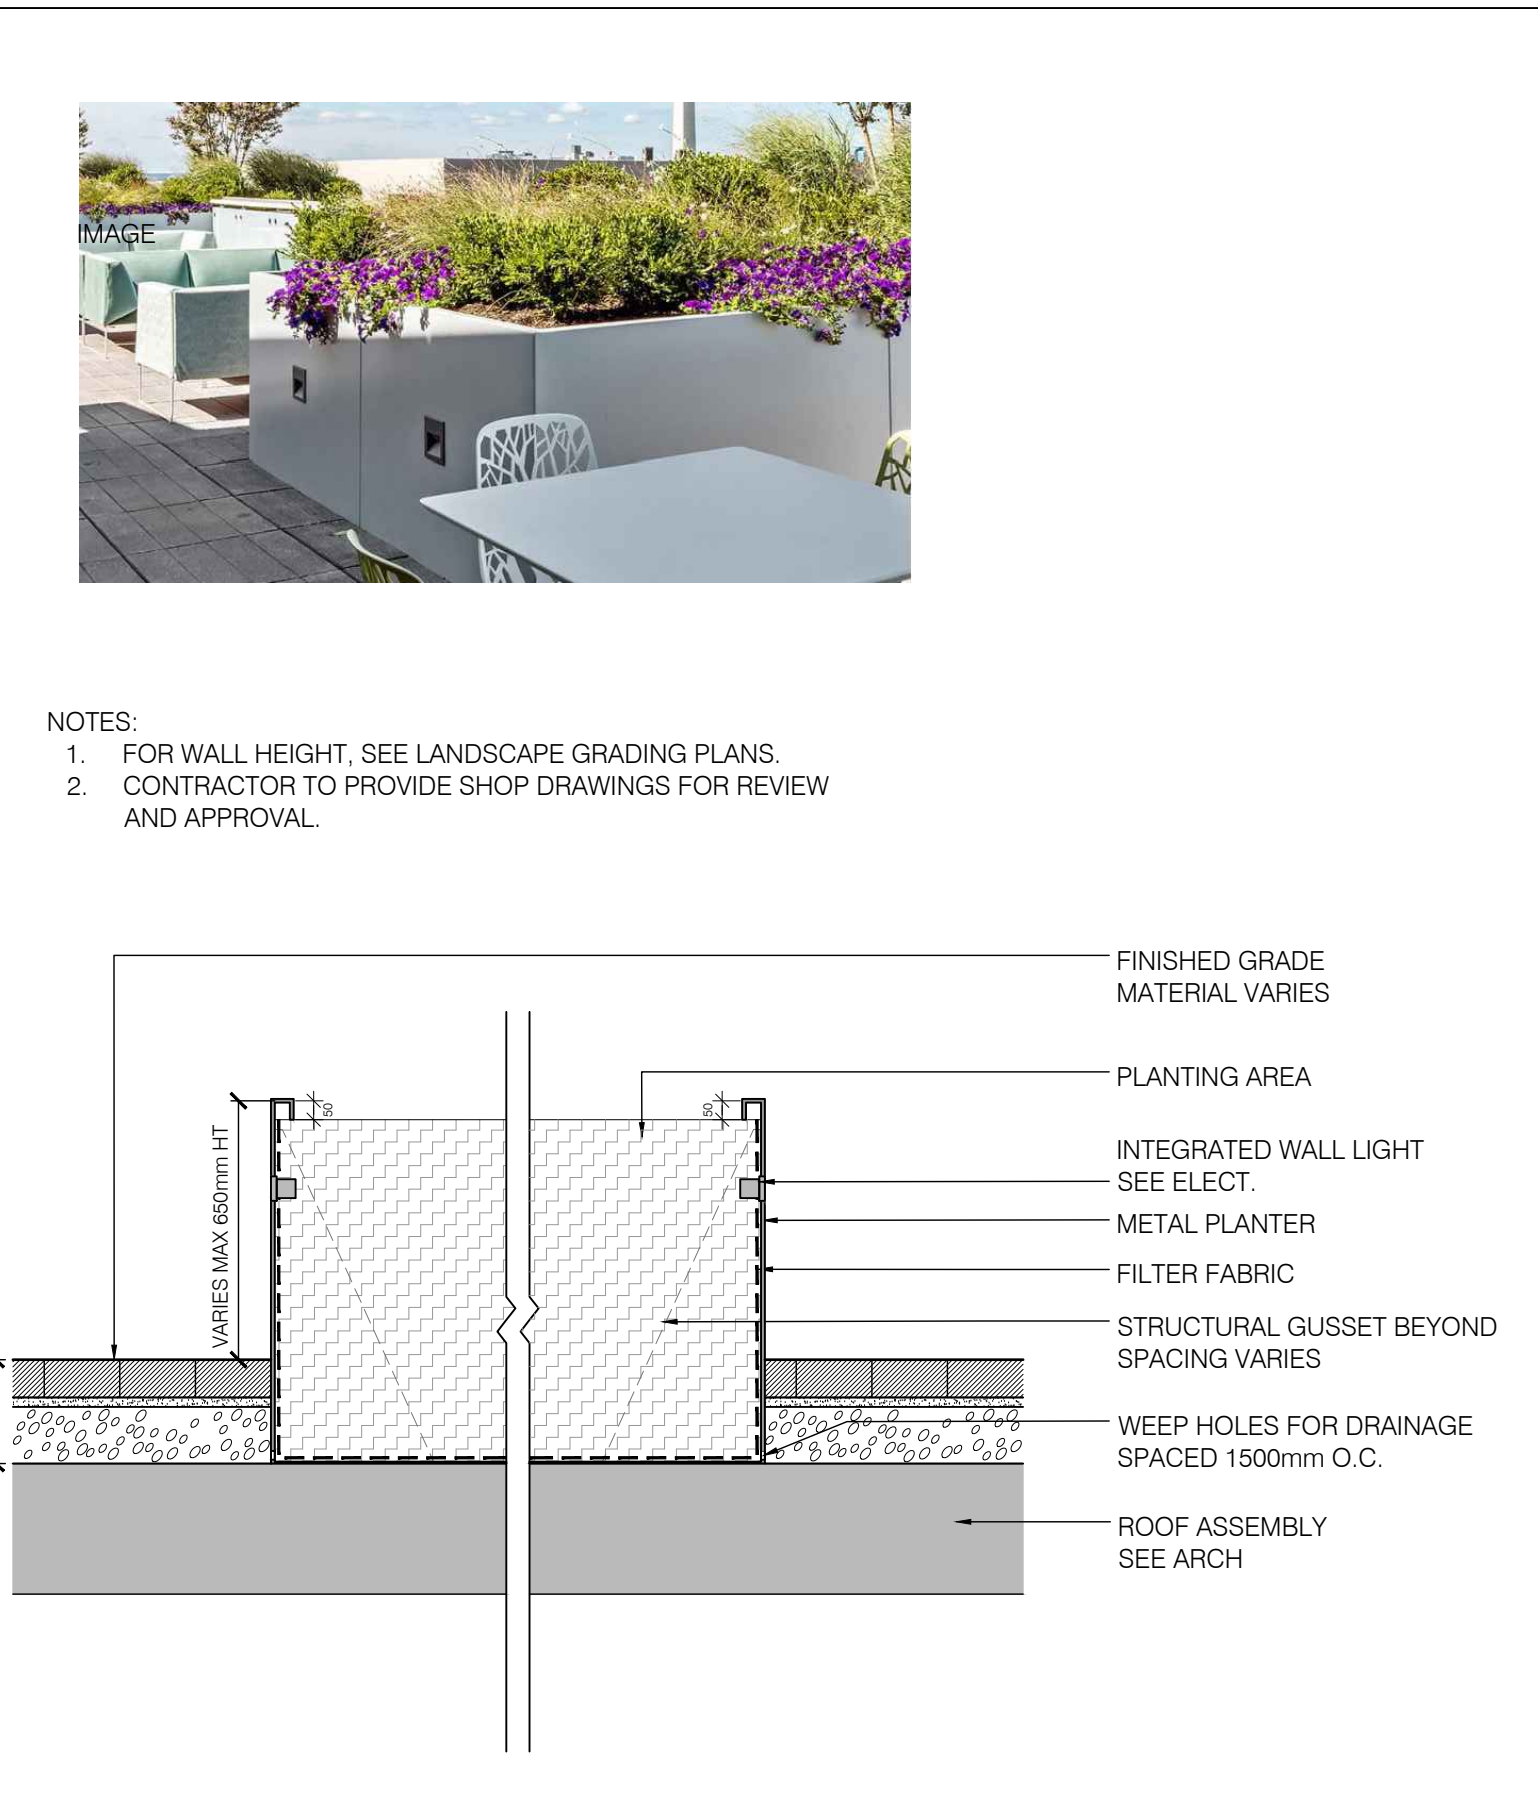 IMAGE
NOTES:
1. FOR WALL HEIGHT, SEE LANDSCAPE GRADING PLANS.
2. CONTRACTOR TO PROVIDE SHOP DRAWINGS FOR REVIEW
AND APPROVAL.
FINISHED GRADE
MATERIAL VARIES
PLANTING AREA
50
50
VARIES MAX 650mm HT
INTEGRATED WALL LIGHT
SEE ELECT.
METAL PLANTER
FILTER FABRIC
STRUCTURAL GUSSET BEYOND
SPACING VARIES
WEEP HOLES FOR DRAINAGE
SPACED 1500mm O.C.
ROOF ASSEMBLY
SEE ARCH